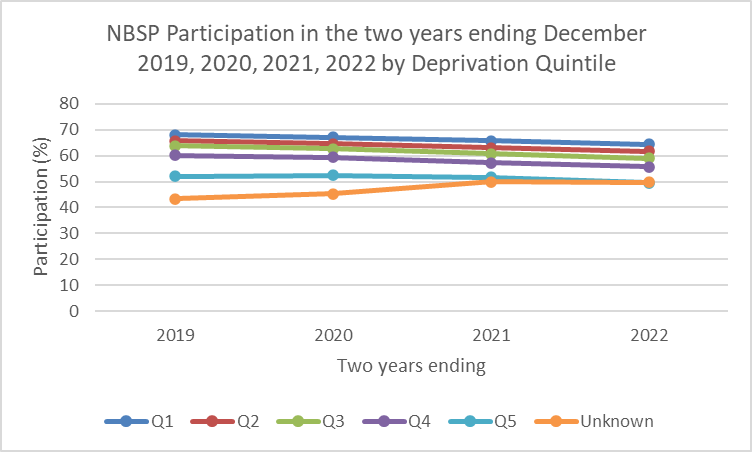 NBSP Participation in the two years ending December
2019, 2020, 2021, 2022 by Deprivation Quintile
Participation (%)
80
70
60
50
40
30
20
10
0
2019 2020 2021 2022
Two years ending
Q1 Q2 Q3 Q4 Q5 Unknown